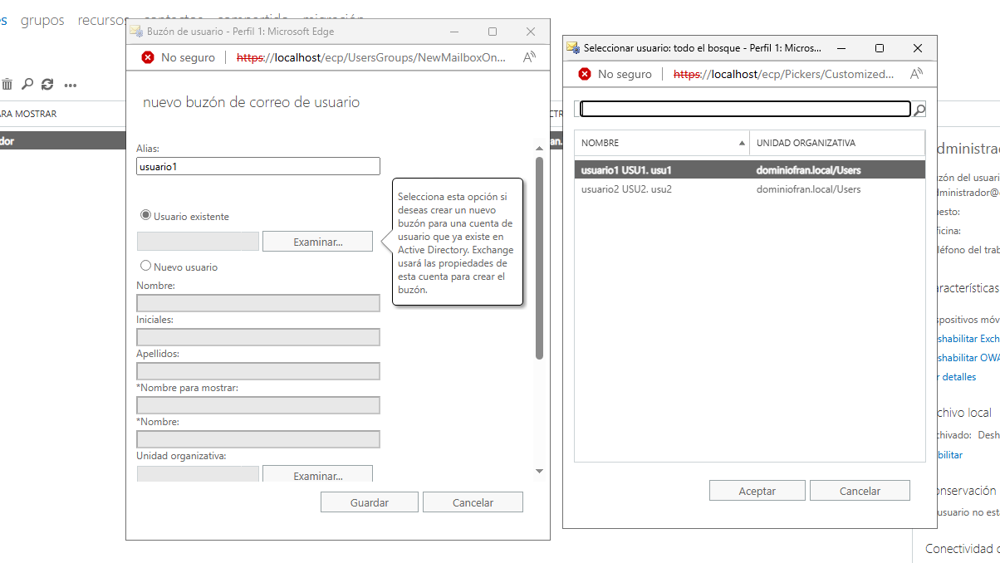 es grupos recursos contactos compartido migración
ARA MOSTRAR
dor
Buzón de usuario - Perfil 1: Microsoft Edge
No seguro https://localhost/ecp/UsersGroups/NewMailboxOn...
nuevo buzón de correo de usuario
Alias:
usuario1
Usuario existente
Examinar...
Nuevo usuario
Nombre:
Iniciales:
Apellidos:
*Nombre para mostrar:
*Nombre:
Unidad organizativa:
Examinar...
Guardar Cancelar
Selecciona esta opción si
deseas crear un nuevo
buzón para una cuenta de
usuario que ya existe en
Active Directory. Exchange
usará las propiedades de
esta cuenta para crear el
buzón.
CTR
an.
Seleccionar usuario: todo el bosque - Perfil 1: Micros...
No seguro https://localhost/ecp/Pickers/Customized...
NOMBRE UNIDAD ORGANIZATIVA
usuario1 USU1. usu1 dominiofran.local/Users
usuario2 USU2. usu2 dominiofran.local/Users
Aceptar Cancelar
dministrad
zón del usuari
dministrador@
uesto:
icina:
léfono del trab
aracterísticas
spositivos móv
shabilitar Exch
shabilitar OWA
r detalles
chivo local
chivado: Desh
bilitar
onservación
usuario no est
Conectividad